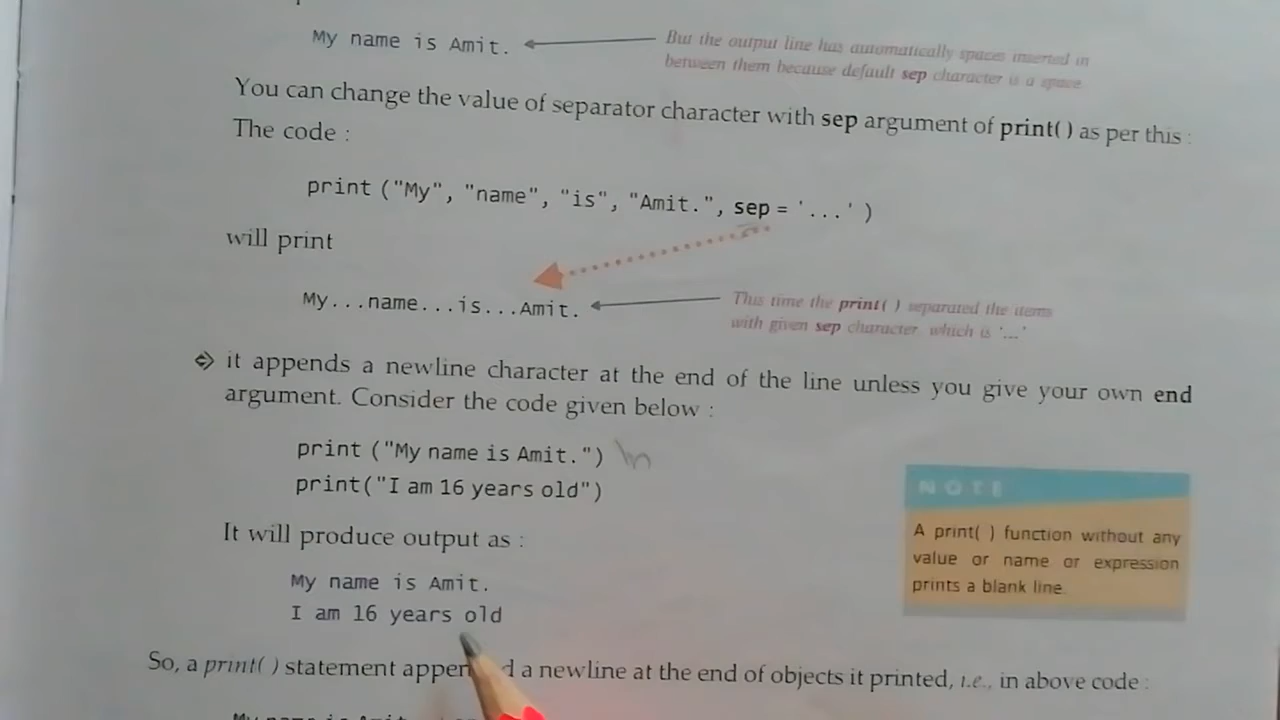 My name is Amit.
But the output line has automatically spaces inserted in
between them because default sep character is a space
You can change the value of separator character with sep argument of print( ) as per this :
The code :
print ("My", "name", "is", "Amit.", sep = '...' )
will print
My...name...is...Amit.
This time the print( ) separated the items
with given sep character, which is '...'
it appends a newline character at the end of the line unless you give your own end
argument. Consider the code given below :
print ("My name is Amit.") \n
print("I am 16 years old")
NOTE
A print( ) function without any
value or name or expression
prints a blank line.
It will produce output as :
My name is Amit.
I am 16 years old
So, a print( ) statement a newline at the end of objects it printed, i.e., in above code :